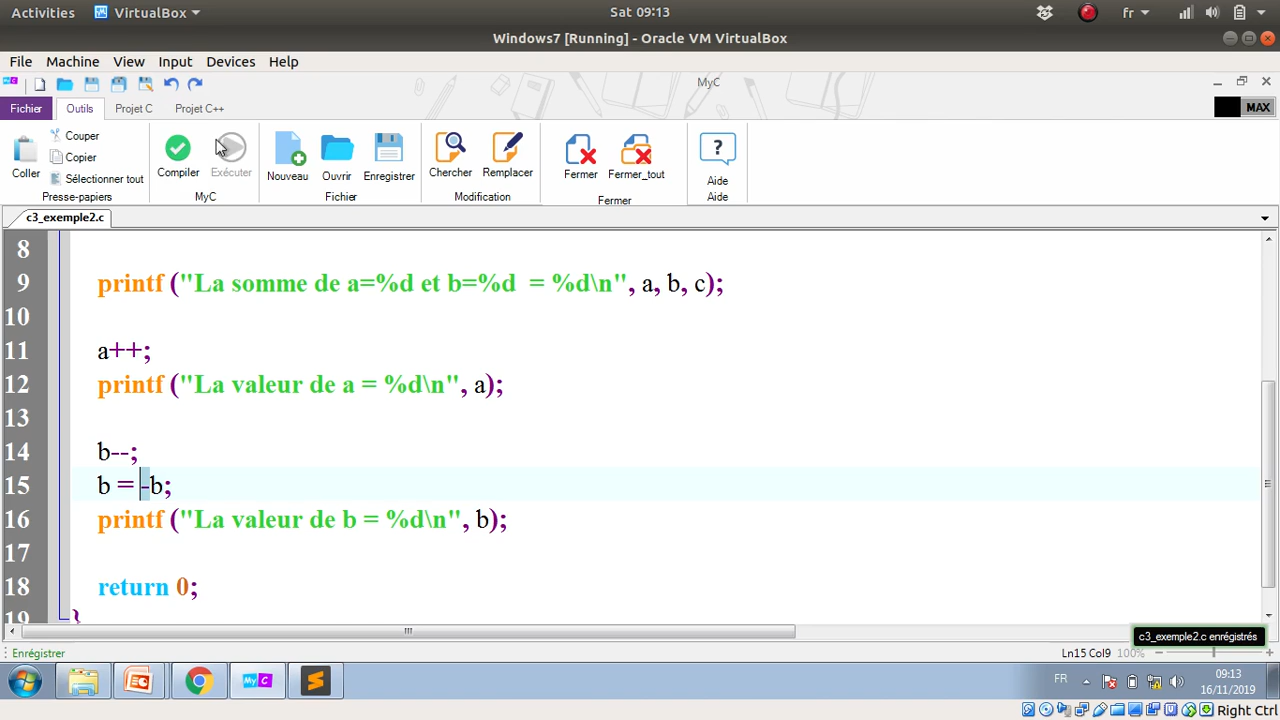 Activities VirtualBox Sat 09:13 fr
Windows7 [Running] - Oracle VM VirtualBox
File Machine View Input Devices Help
MyC
Fichier Outils Projet C Projet C++ MAX
Coller Couper Copier Sélectionner tout
Compiler Exécuter
Nouveau Ouvrir Enregistrer
Chercher Remplacer
Fermer Fermer_tout
Aide
Presse-papiers MyC Fichier Modification Fermer Aide
c3_exemple2.c
8
9 printf ("La somme de a=%d et b=%d  = %d\n", a, b, c);
10
11 a++;
12 printf ("La valeur de a = %d\n", a);
13
14 b--;
15 b = -b;
16 printf ("La valeur de b = %d\n", b);
17
18 return 0;
19 }
c3_exemple2.c enrégistrés
Enrégistrer Ln15 Col9 100%
FR 09:13
16/11/2019
Right Ctrl